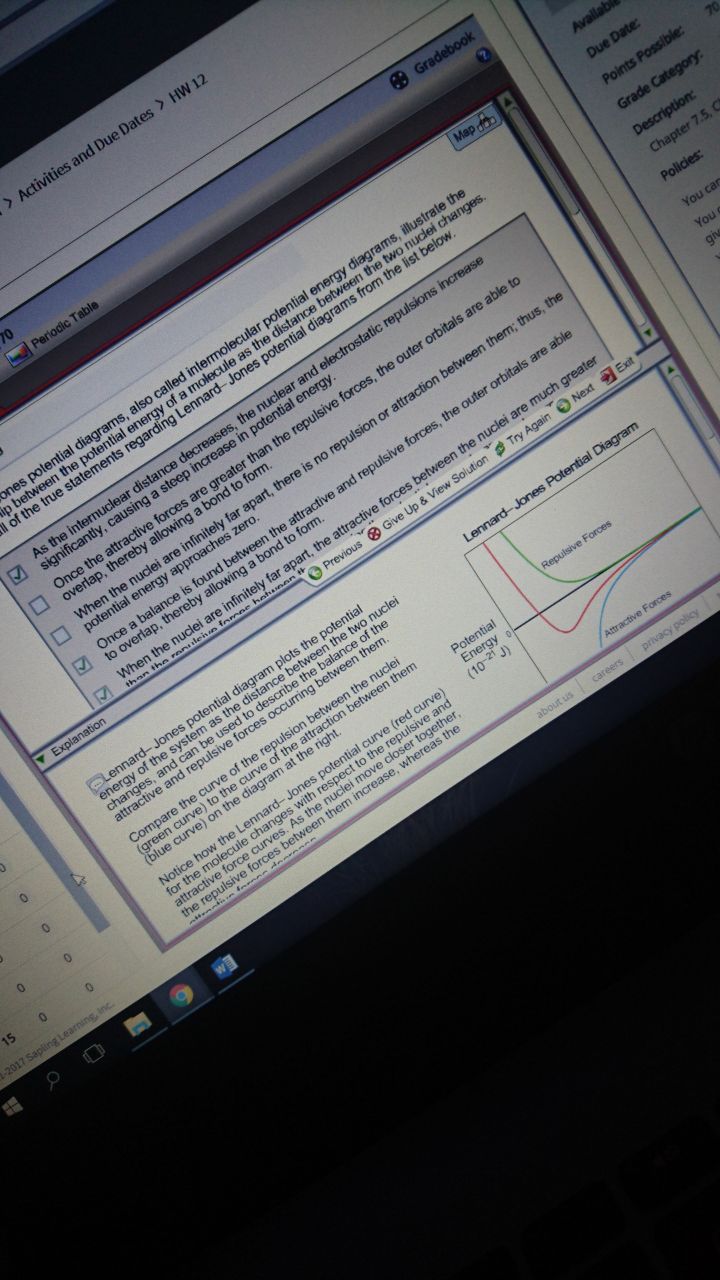 > Activities and Due Dates > HW 12
Gradebook
70
Periodic Table
Map
ones potential diagrams, also called intermolecular potential energy diagrams, illustrate the
ip between the potential energy of a molecule as the distance between the two nuclei changes.
ll of the true statements regarding Lennard–Jones potential diagrams from the list below.
As the internuclear distance decreases, the nuclear and electrostatic repulsions increase
significantly, causing a steep increase in potential energy.
Once the attractive forces are greater than the repulsive forces, the outer orbitals are able to
overlap, thereby allowing a bond to form.
When the nuclei are infinitely far apart, there is no repulsion or attraction between them; thus, the
potential energy approaches zero.
Once a balance is found between the attractive and repulsive forces, the outer orbitals are able
to overlap, thereby allowing a bond to form.
When the nuclei are infinitely far apart, the attractive forces between the nuclei are much greater
than the repulsive forces between
Previous
Give Up & View Solution
Try Again
Next
Exit
Explanation
Lennard–Jones potential diagram plots the potential
energy of the system as the distance between the two nuclei
changes, and can be used to describe the balance of the
attractive and repulsive forces occurring between them.
Compare the curve of the repulsion between the nuclei
(green curve) to the curve of the attraction between them
(blue curve) on the diagram at the right.
Notice how the Lennard–Jones potential curve (red curve)
for the molecule changes with respect to the repulsive and
attractive force curves. As the nuclei move closer together,
the repulsive forces between them increase, whereas the
attractive forces decrease
Lennard–Jones Potential Diagram
Repulsive Forces
Potential
Energy
(10⁻²¹ J)
0
Attractive Forces
about us
careers
privacy policy
Available
Due Date:
Points Possible:
70
Grade Category:
Description:
Chapter 7.5,
Policies:
You can
You
giv
0
0
0
0
0
15
0
0
-2017 Sapling Learning, Inc.